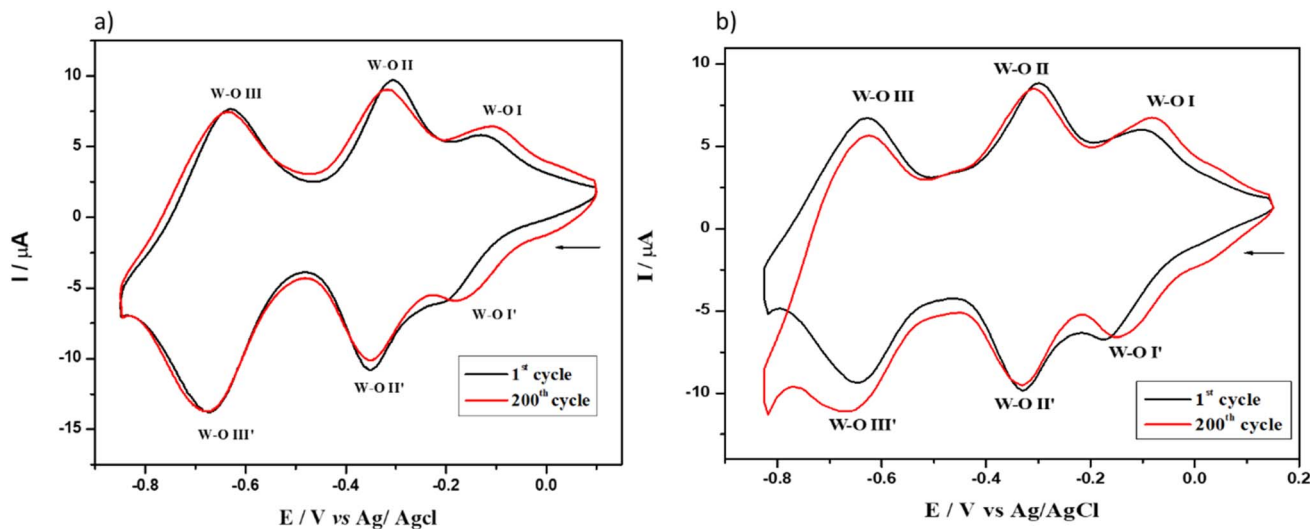 a)
W-O III
W-O II
W-O I
W-O I'
W-O II'
W-O III'
1st cycle
200th cycle
I / µA
10
5
0
-5
-10
-15
-0.8
-0.6
-0.4
-0.2
0.0
E / V vs Ag/ Agcl
b)
W-O III
W-O II
W-O I
W-O I'
W-O II'
W-O III'
1st cycle
200th cycle
I / µA
10
5
0
-5
-10
-0.8
-0.6
-0.4
-0.2
0.0
0.2
E / V vs Ag/AgCl